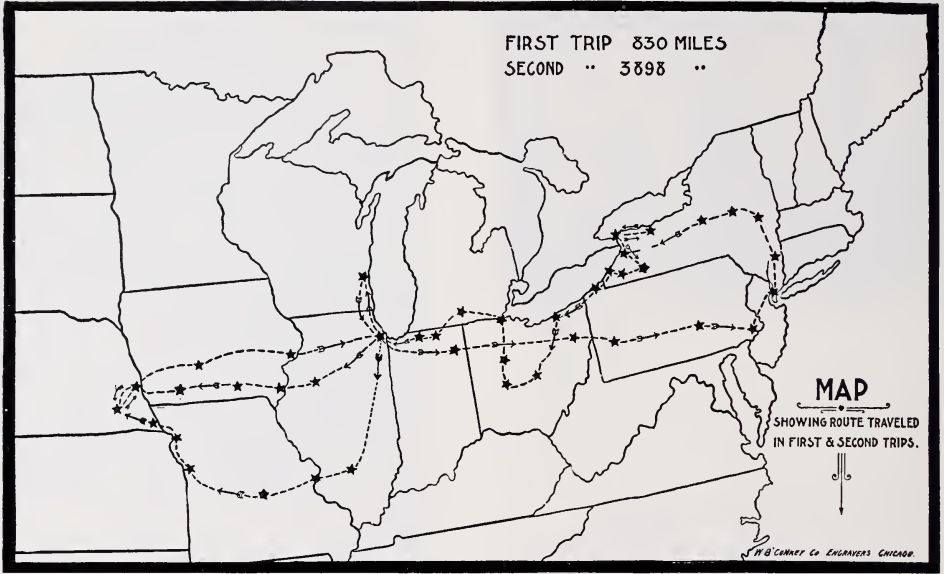 FIRST TRIP 830 MILES
SECOND " 3898 "
MAP
SHOWING ROUTE TRAVELED
IN FIRST & SECOND TRIPS.
W B CONKEY CO ENGRAVERS CHICAGO.